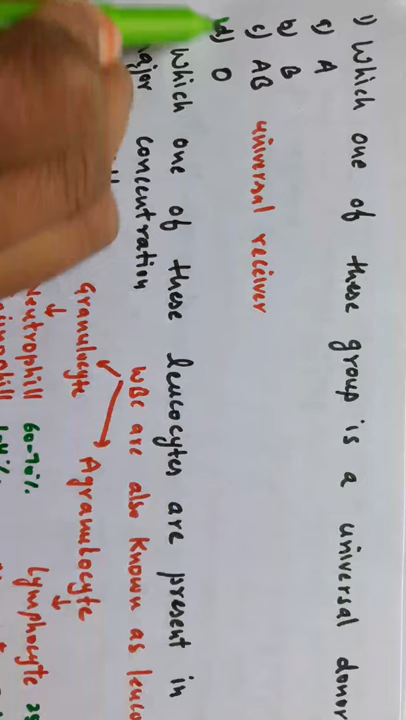 1) Which one of these group is a universal donor
a) A
b) B
c) AB universal receiver
d) O
Which one of these leucocytes are present in
major concentration
WBC are also known as leuco
Granulocyte Agranulocyte
Neutrophill 60-70% Lymphocyte